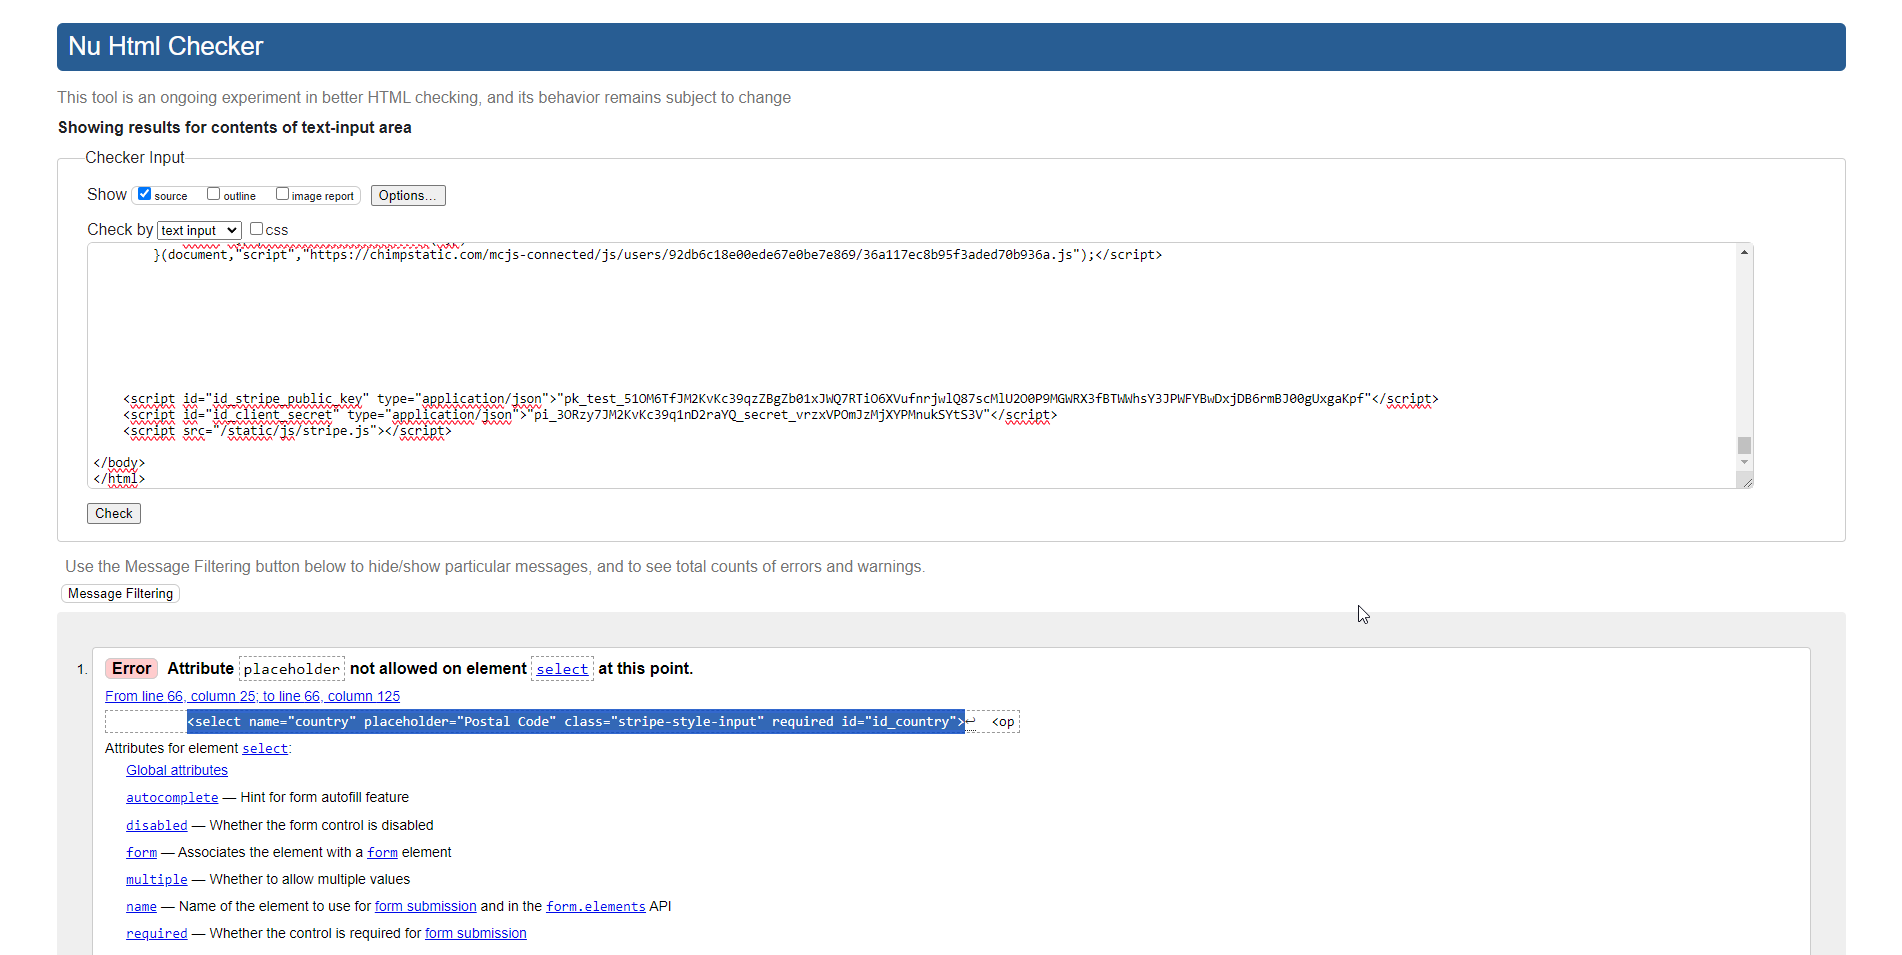 Nu Html Checker
This tool is an ongoing experiment in better HTML checking, and its behavior remains subject to change
Showing results for contents of text-input area
Checker Input
Show source outline image report Options...
Check by text input css
}(document,"script","https://chimpstatic.com/mcjs-connected/js/users/92db6c18e00ede67e0be7e869/36a117ec8b95f3aded70b936a.js");</script>
<script id="id_stripe_public_key" type="application/json">"pk_test_51OM6TfJM2KvKc39qzZBgZb01xJWQ7RTiO6XVufnrjwlQ87scMlU2O0P9MGWRX3fBTWWhsY3JPWFYBwDxjDB6rmBJ00gUxgaKpf"</script>
<script id="id_client_secret" type="application/json">"pi_3ORzy7JM2KvKc39q1nD2raYQ_secret_vrzxVPOmJzMjXYPMnukSYtS3V"</script>
<script src="/static/js/stripe.js"></script>
</body>
</html>
Check
Use the Message Filtering button below to hide/show particular messages, and to see total counts of errors and warnings.
Message Filtering
1. Error Attribute placeholder not allowed on element select at this point.
From line 66, column 25; to line 66, column 125
<select name="country" placeholder="Postal Code" class="stripe-style-input" required id="id_country">↩ <op
Attributes for element select:
Global attributes
autocomplete — Hint for form autofill feature
disabled — Whether the form control is disabled
form — Associates the element with a form element
multiple — Whether to allow multiple values
name — Name of the element to use for form submission and in the form.elements API
required — Whether the control is required for form submission